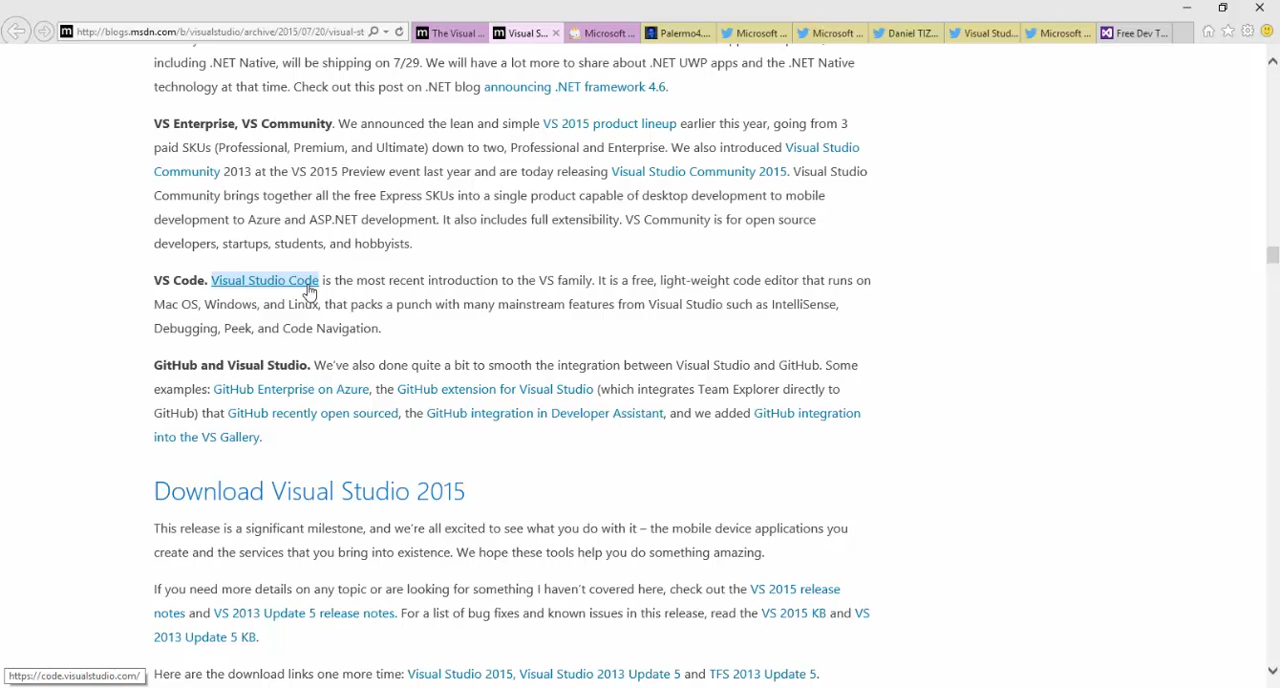 http://blogs.msdn.com/b/visualstudio/archive/2015/07/20/visual-st
The Visual ...
Visual S...
Microsoft ...
Palermo4....
Microsoft ...
Microsoft ...
Daniel TIZ...
Visual Stud...
Microsoft ...
Free Dev T...
including .NET Native, will be shipping on 7/29. We will have a lot more to share about .NET UWP apps and the .NET Native
technology at that time. Check out this post on .NET blog announcing .NET framework 4.6.
VS Enterprise, VS Community. We announced the lean and simple VS 2015 product lineup earlier this year, going from 3
paid SKUs (Professional, Premium, and Ultimate) down to two, Professional and Enterprise. We also introduced Visual Studio
Community 2013 at the VS 2015 Preview event last year and are today releasing Visual Studio Community 2015. Visual Studio
Community brings together all the free Express SKUs into a single product capable of desktop development to mobile
development to Azure and ASP.NET development. It also includes full extensibility. VS Community is for open source
developers, startups, students, and hobbyists.
VS Code. Visual Studio Code is the most recent introduction to the VS family. It is a free, light-weight code editor that runs on
Mac OS, Windows, and Linux, that packs a punch with many mainstream features from Visual Studio such as IntelliSense,
Debugging, Peek, and Code Navigation.
GitHub and Visual Studio. We've also done quite a bit to smooth the integration between Visual Studio and GitHub. Some
examples: GitHub Enterprise on Azure, the GitHub extension for Visual Studio (which integrates Team Explorer directly to
GitHub) that GitHub recently open sourced, the GitHub integration in Developer Assistant, and we added GitHub integration
into the VS Gallery.
Download Visual Studio 2015
This release is a significant milestone, and we're all excited to see what you do with it – the mobile device applications you
create and the services that you bring into existence. We hope these tools help you do something amazing.
If you need more details on any topic or are looking for something I haven't covered here, check out the VS 2015 release
notes and VS 2013 Update 5 release notes. For a list of bug fixes and known issues in this release, read the VS 2015 KB and VS
2013 Update 5 KB.
Here are the download links one more time: Visual Studio 2015, Visual Studio 2013 Update 5 and TFS 2013 Update 5.
https://code.visualstudio.com/